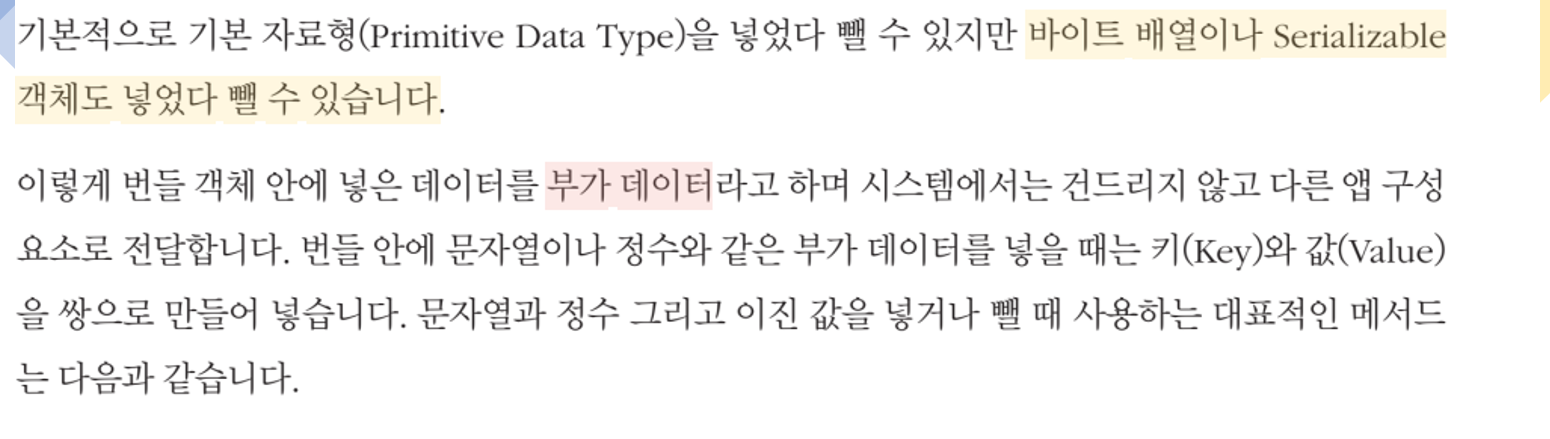 기본적으로 기본 자료형(Primitive Data Type)을 넣었다 뺄 수 있지만 바이트 배열이나 Serializable
객체도 넣었다 뺄 수 있습니다.
이렇게 번들 객체 안에 넣은 데이터를 부가 데이터라고 하며 시스템에서는 건드리지 않고 다른 앱 구성
요소로 전달합니다. 번들 안에 문자열이나 정수와 같은 부가 데이터를 넣을 때는 키(Key)와 값(Value)
을 쌍으로 만들어 넣습니다. 문자열과 정수 그리고 이진 값을 넣거나 뺄 때 사용하는 대표적인 메서드
는 다음과 같습니다.